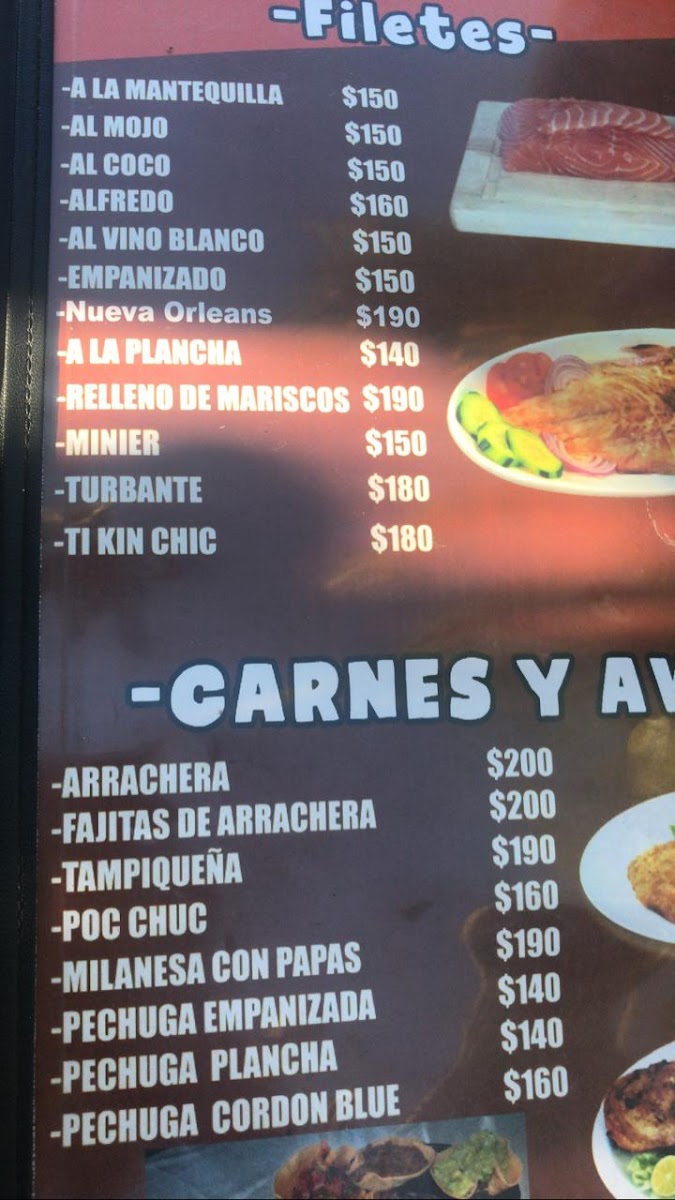 -Filetes-
-A LA MANTEQUILLA $150
-AL MOJO $150
-AL COCO $150
-ALFREDO $160
-AL VINO BLANCO $150
-EMPANIZADO $150
-Nueva Orleans $190
-A LA PLANCHA $140
-RELLENO DE MARISCOS $190
-MINIER $150
-TURBANTE $180
-TI KIN CHIC $180
-CARNES Y AV
-ARRACHERA $200
-FAJITAS DE ARRACHERA $200
-TAMPIQUEÑA $190
-POC CHUC $160
-MILANESA CON PAPAS $190
-PECHUGA EMPANIZADA $140
-PECHUGA PLANCHA $140
-PECHUGA CORDON BLUE $160